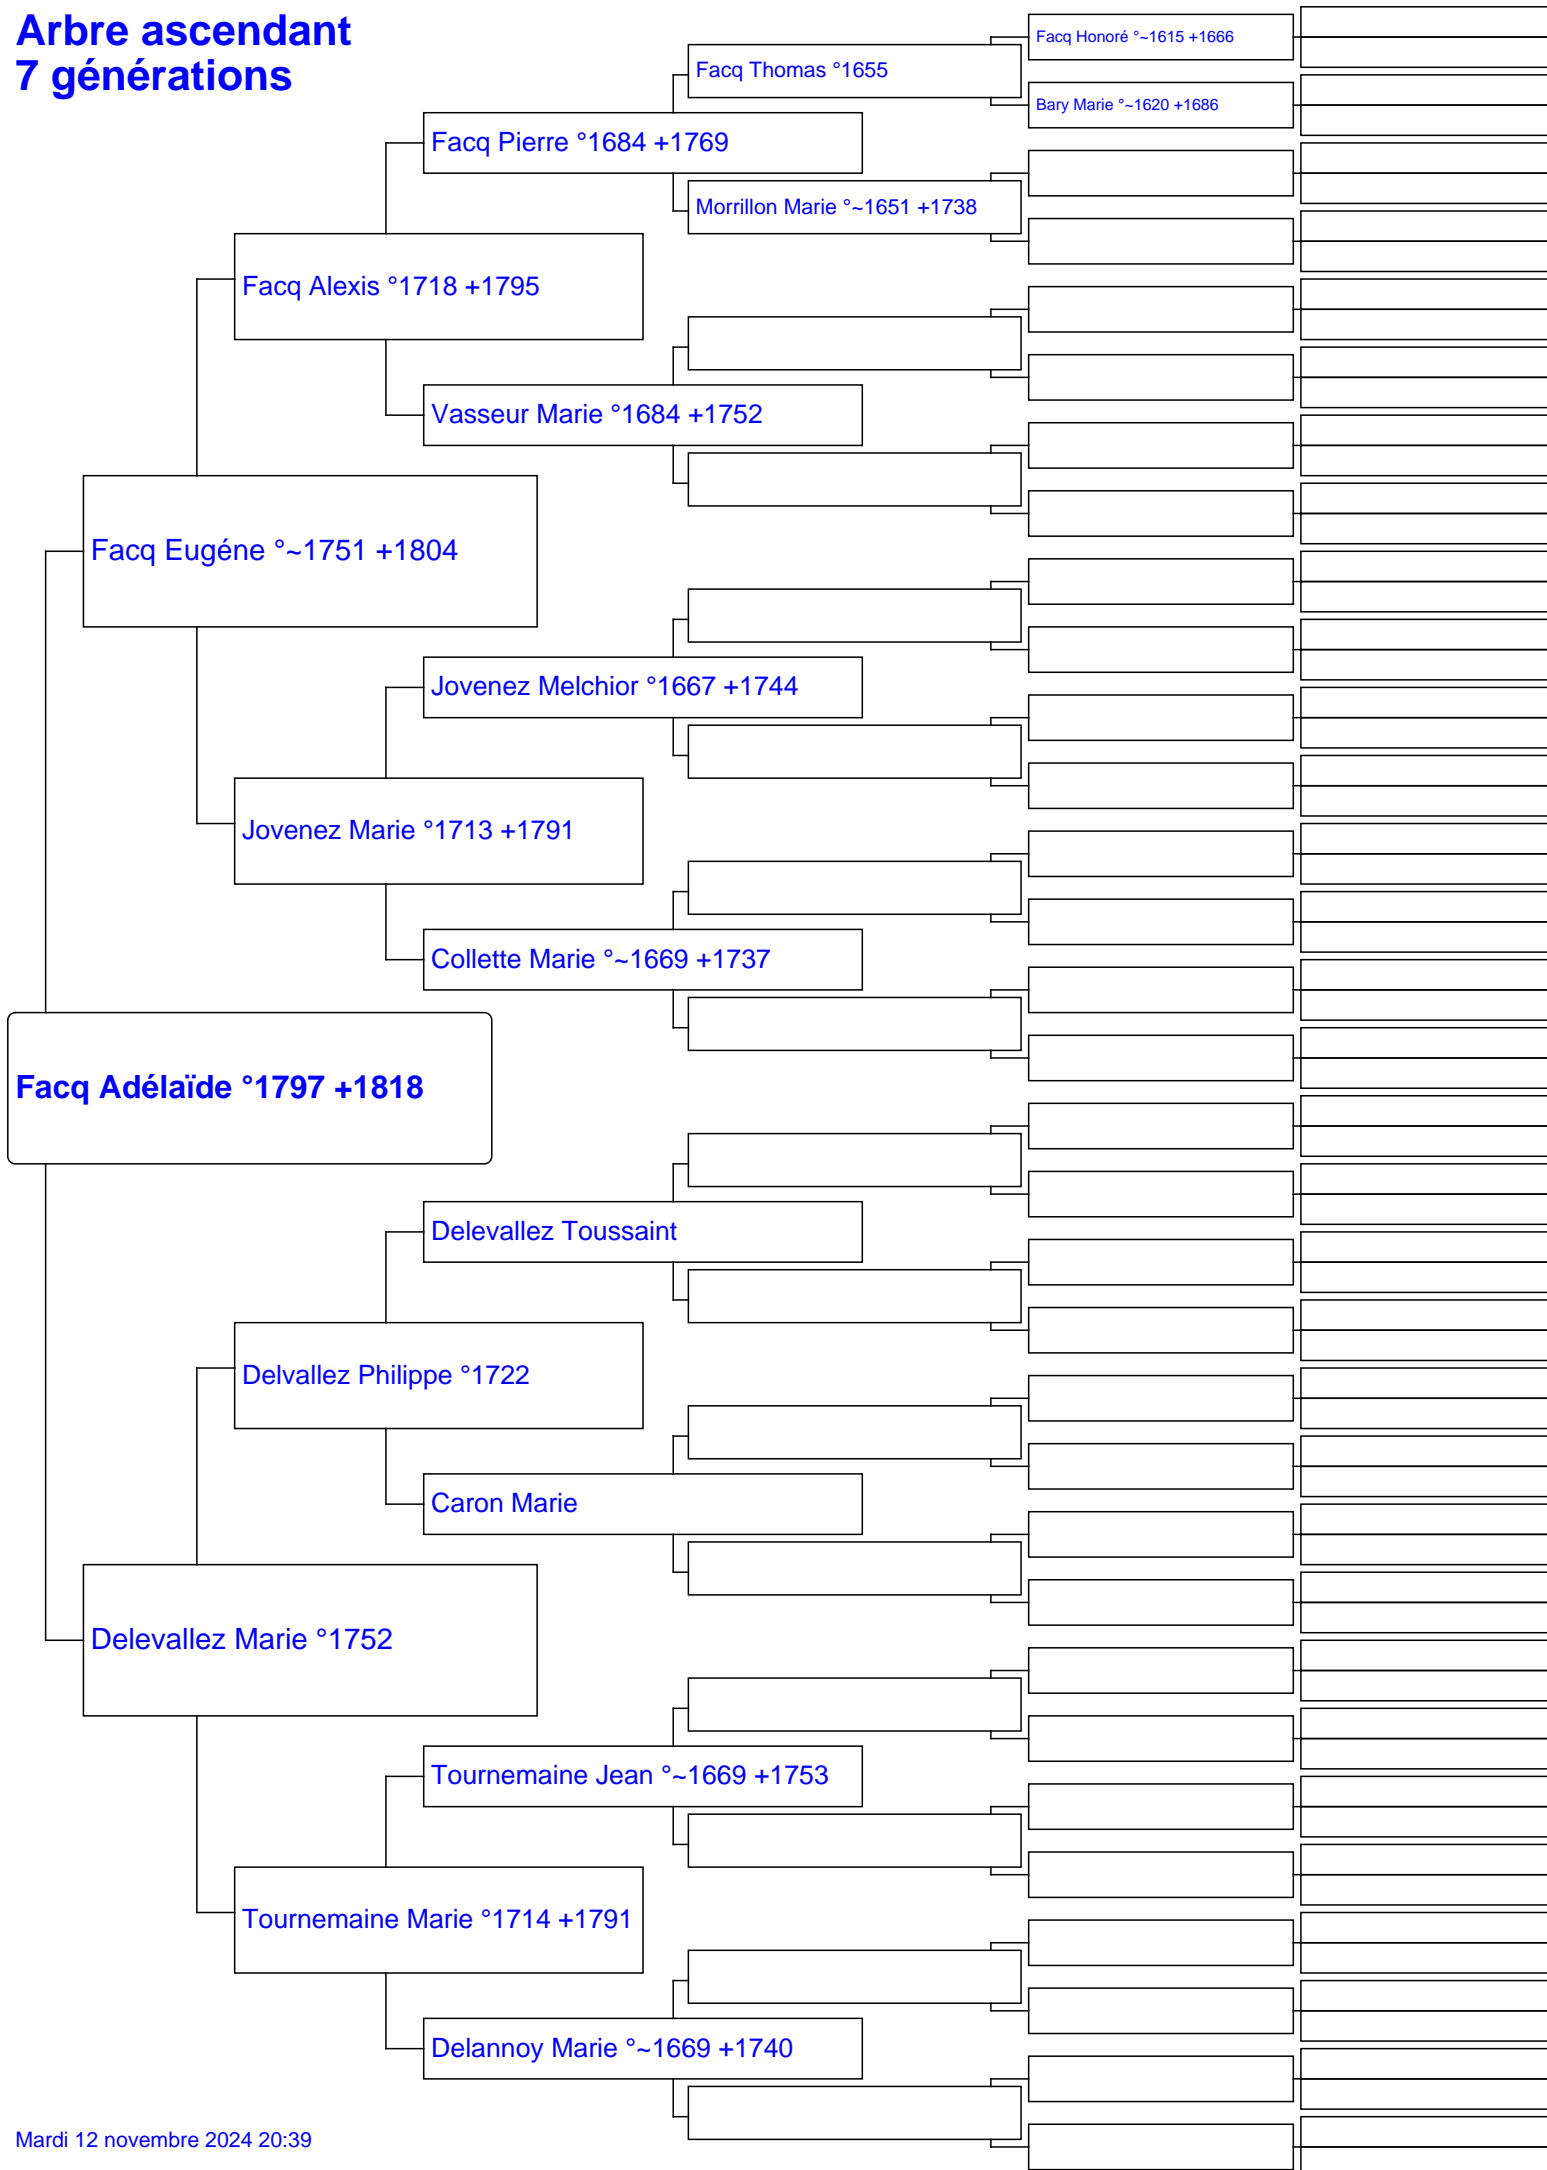 Arbre ascendant
7 générations
Facq Honoré °~1615 +1666
Facq Thomas °1655
Bary Marie °~1620 +1686
Facq Pierre °1684 +1769
Morrillon Marie °~1651 +1738
Facq Alexis °1718 +1795
Vasseur Marie °1684 +1752
Facq Eugéne °~1751 +1804
Jovenez Melchior °1667 +1744
Jovenez Marie °1713 +1791
Collette Marie °~1669 +1737
Facq Adélaïde °1797 +1818
Delevallez Toussaint
Delvallez Philippe °1722
Caron Marie
Delevallez Marie °1752
Tournemaine Jean °~1669 +1753
Tournemaine Marie °1714 +1791
Delannoy Marie °~1669 +1740
Mardi 12 novembre 2024 20:39